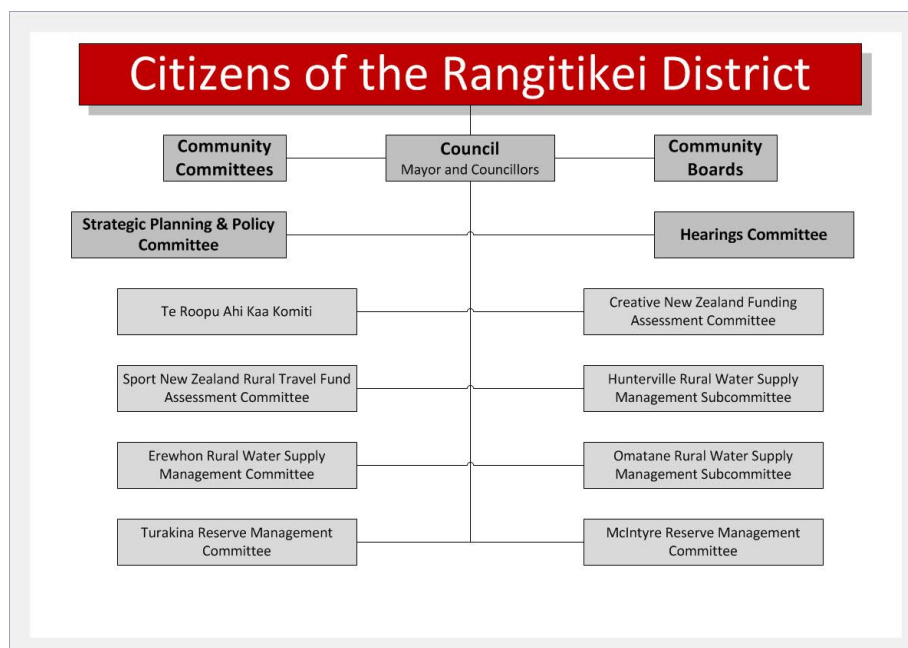 Citizens of the Rangitikei District
Community
Committees
Council
Mayor and Councillors
Community
Boards
Strategic Planning & Policy
Committee
Hearings Committee
Te Roopu Ahi Kaa Komiti
Creative New Zealand Funding
Assessment Committee
Sport New Zealand Rural Travel Fund
Assessment Committee
Hunterville Rural Water Supply
Management Subcommittee
Erewhon Rural Water Supply
Management Committee
Omatane Rural Water Supply
Management Subcommittee
Turakina Reserve Management
Committee
McIntyre Reserve Management
Committee